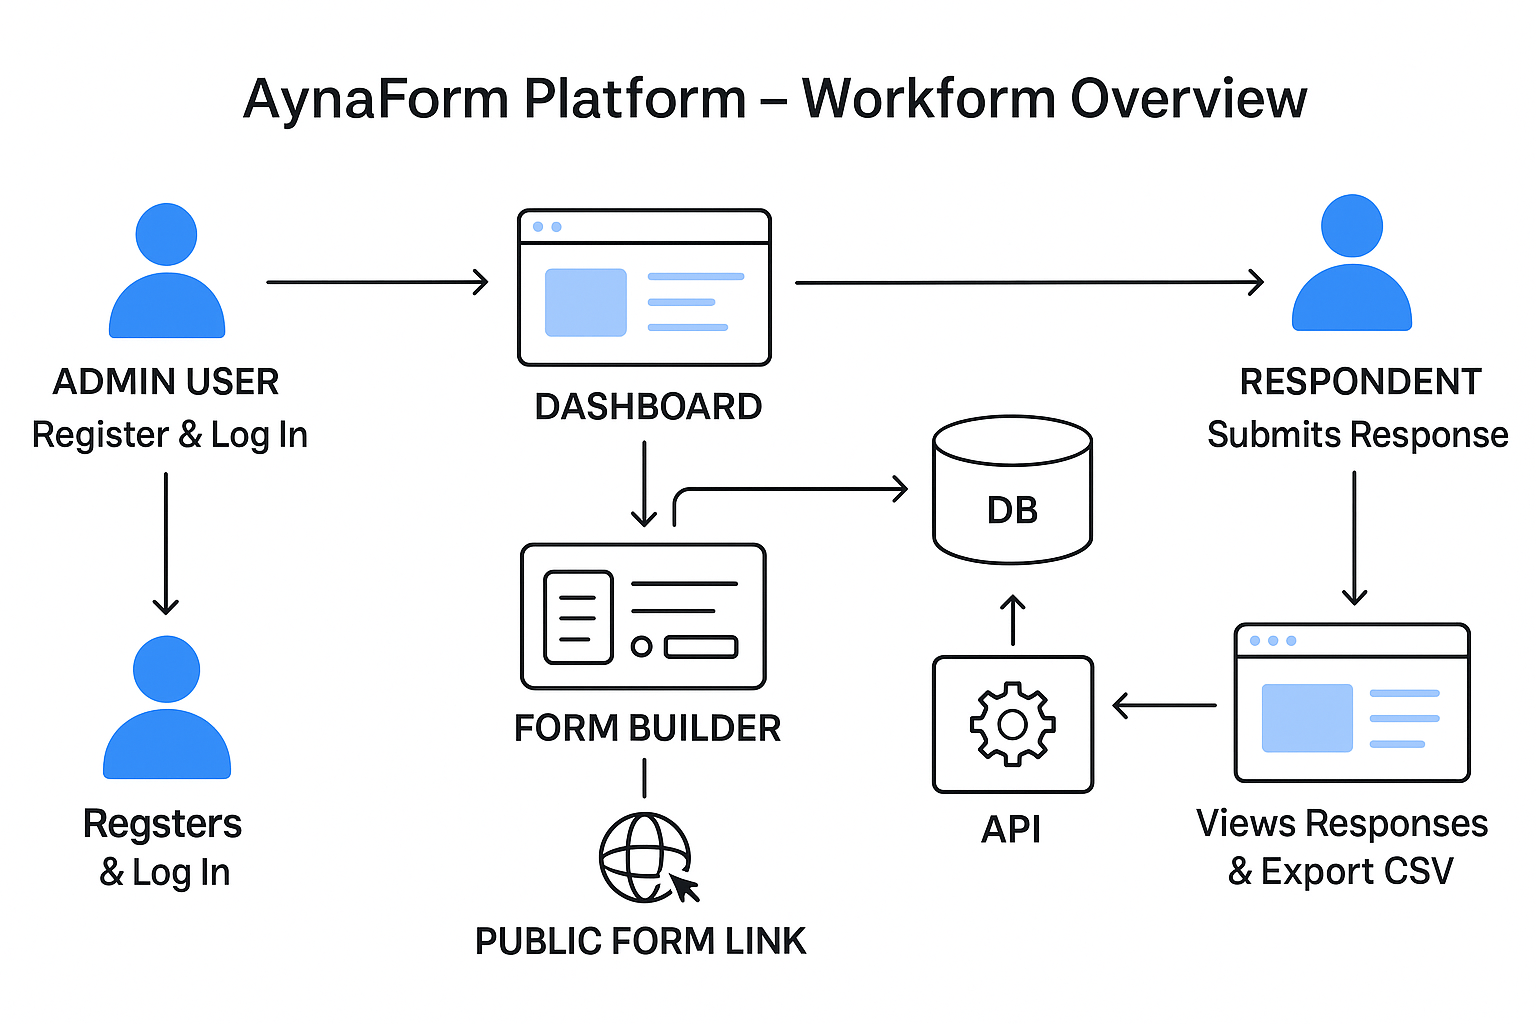 AynaForm Platform – Workform Overview
ADMIN USER
Register & Log In
DASHBOARD
RESPONDENT
Submits Response
DB
FORM BUILDER
Regsters
& Log In
API
Views Responses
& Export CSV
PUBLIC FORM LINK